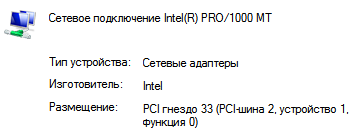 Сетевое подключение Intel(R) PRO/1000 MT
Тип устройства: Сетевые адаптеры
Изготовитель: Intel
Размещение: PCI гнездо 33 (PCI-шина 2, устройство 1,
функция 0)